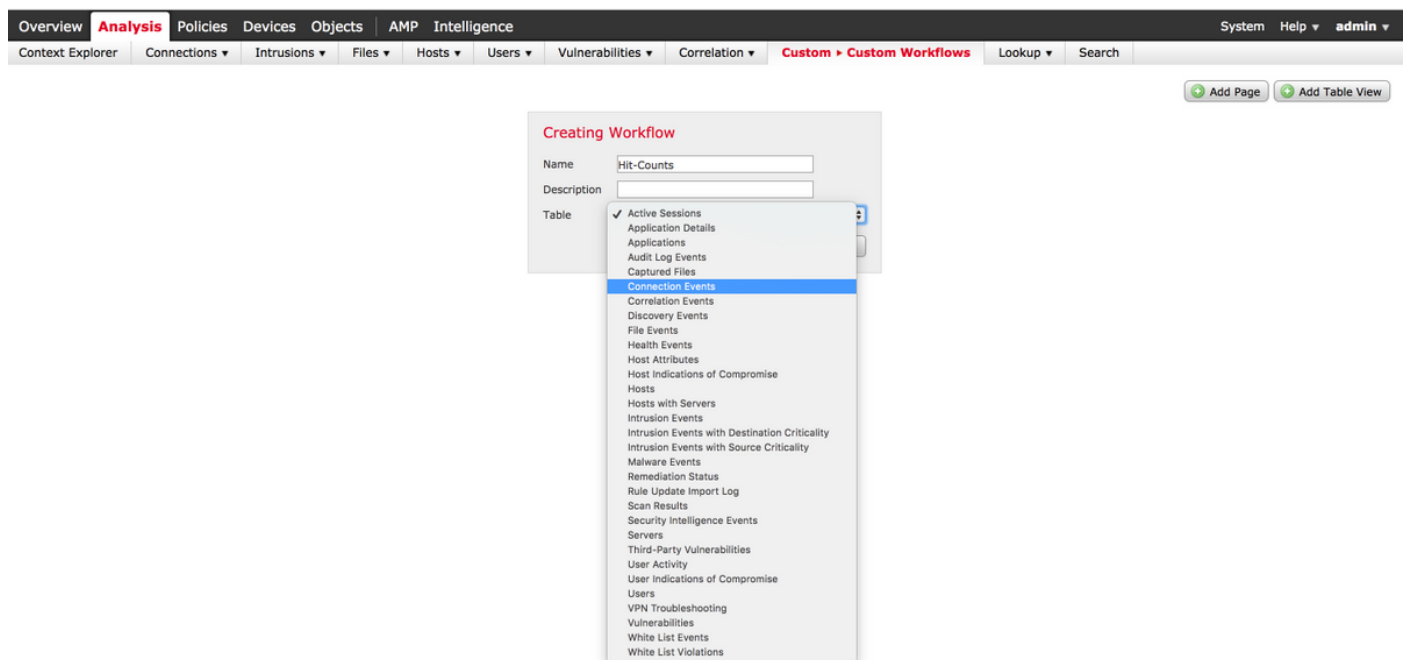 Overview Analysis Policies Devices Objects AMP Intelligence System Help ▾ admin ▾
Context Explorer Connections ▾ Intrusions ▾ Files ▾ Hosts ▾ Users ▾ Vulnerabilities ▾ Correlation ▾ Custom ▸ Custom Workflows Lookup ▾ Search
Add Page Add Table View
Creating Workflow
Name Hit-Counts
Description
Table ✓ Active Sessions
Application Details
Applications
Audit Log Events
Captured Files
Connection Events
Correlation Events
Discovery Events
File Events
Health Events
Host Attributes
Host Indications of Compromise
Hosts
Hosts with Servers
Intrusion Events
Intrusion Events with Destination Criticality
Intrusion Events with Source Criticality
Malware Events
Remediation Status
Rule Update Import Log
Scan Results
Security Intelligence Events
Servers
Third-Party Vulnerabilities
User Activity
User Indications of Compromise
Users
VPN Troubleshooting
Vulnerabilities
White List Events
White List Violations